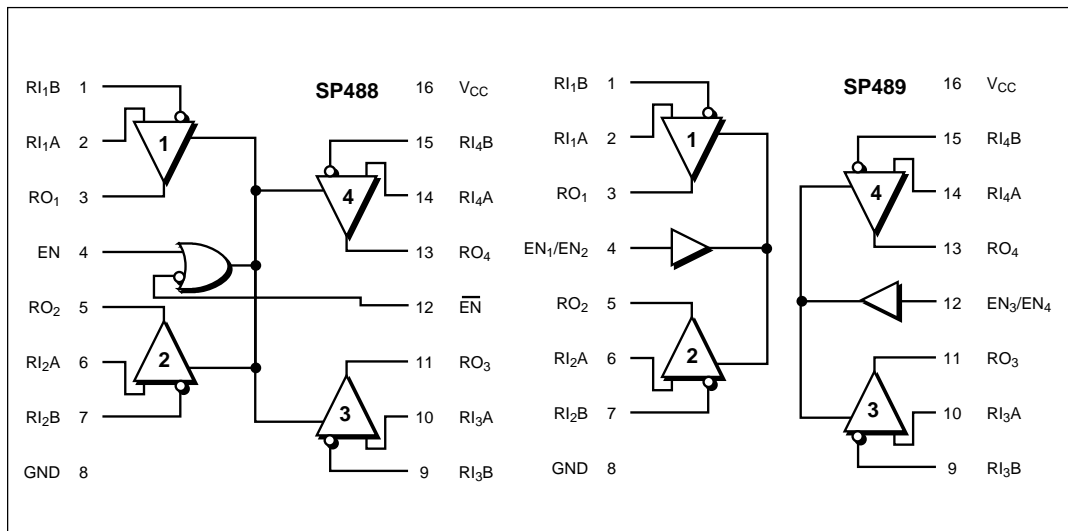 SP488
RI1B 1
RI1A 2
RO1 3
EN 4
RO2 5
RI2A 6
RI2B 7
GND 8
1
2
4
3
16 VCC
15 RI4B
14 RI4A
13 RO4
12 E̅N̅
11 RO3
10 RI3A
9 RI3B
SP489
RI1B 1
RI1A 2
RO1 3
EN1/EN2 4
RO2 5
RI2A 6
RI2B 7
GND 8
1
2
4
3
16 VCC
15 RI4B
14 RI4A
13 RO4
12 EN3/EN4
11 RO3
10 RI3A
9 RI3B